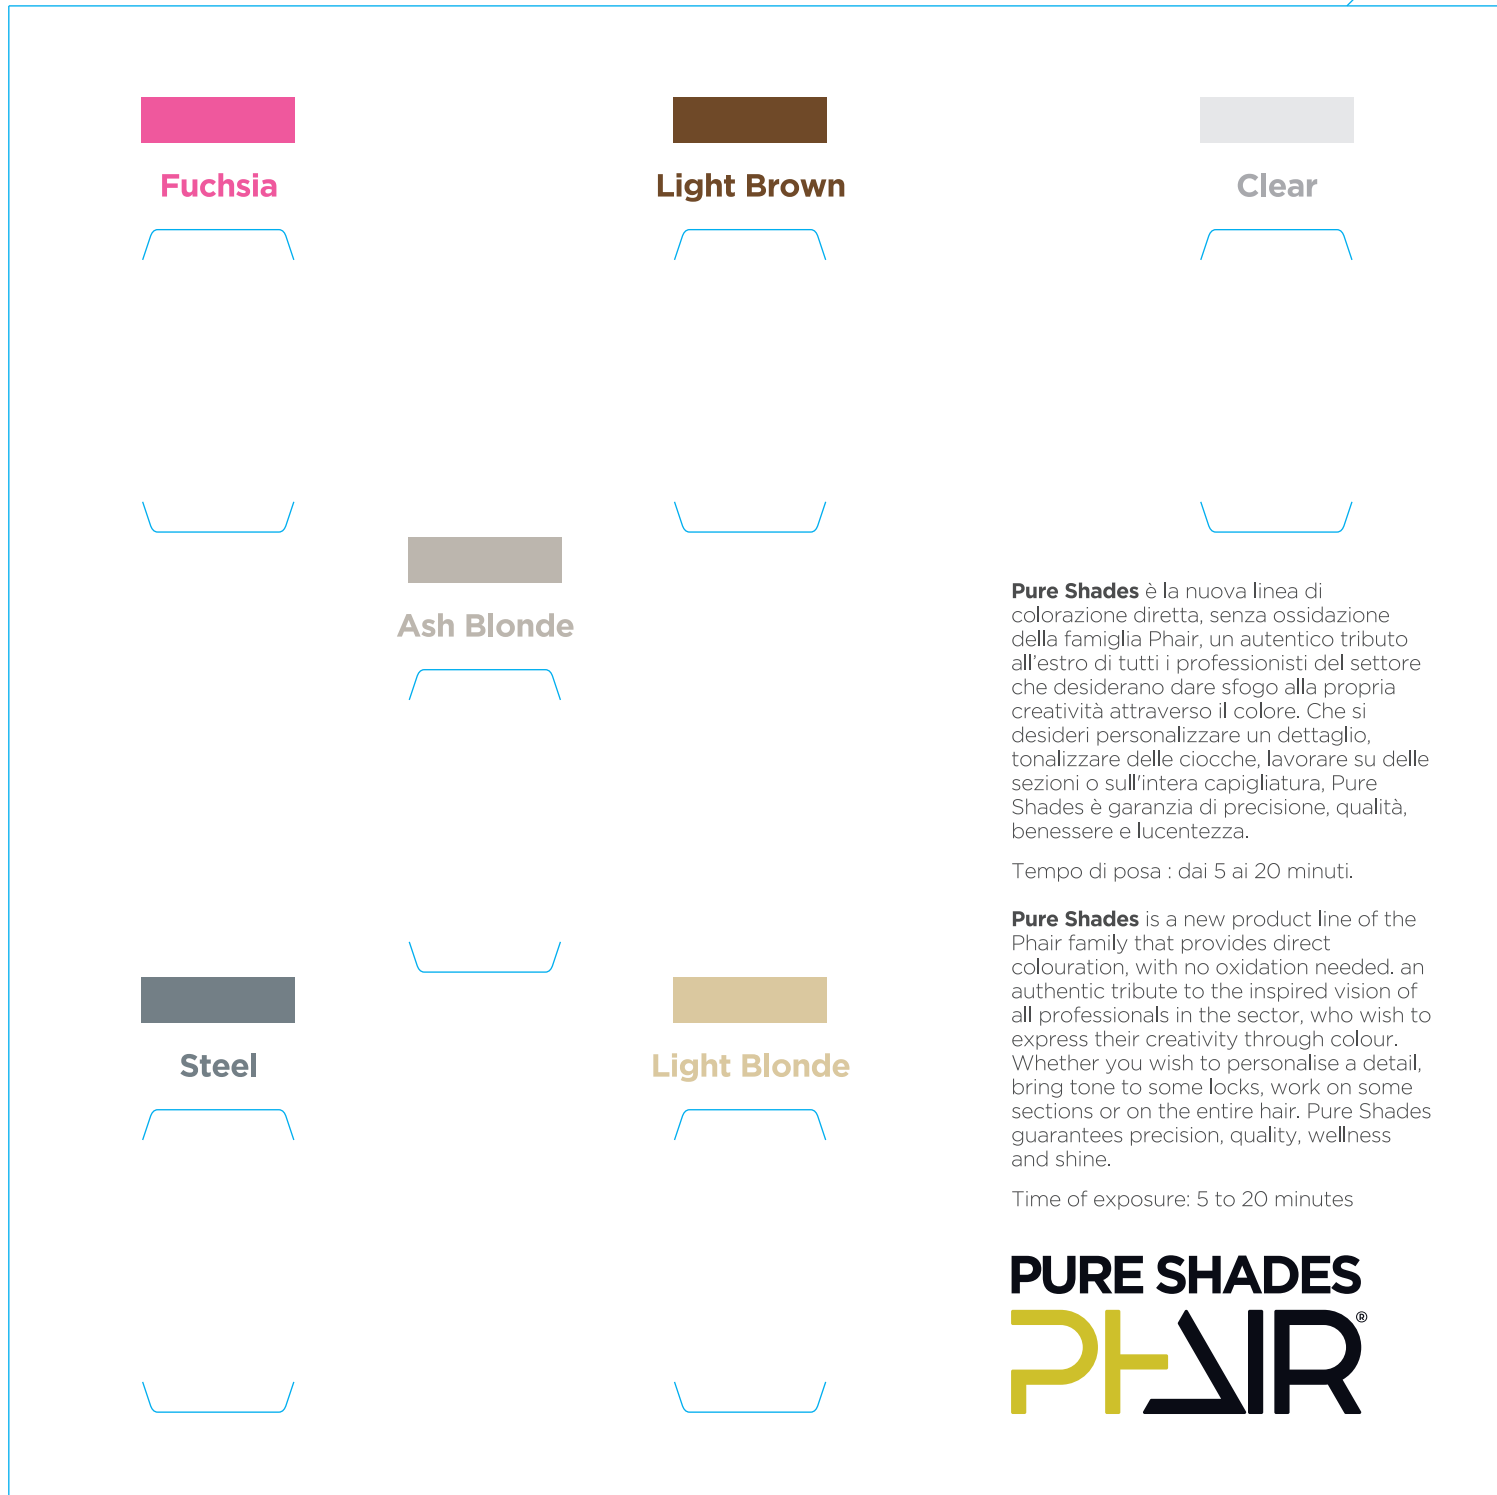 Fuchsia
Light Brown
Clear
Ash Blonde
Steel
Light Blonde
Pure Shades è la nuova linea di
colorazione diretta, senza ossidazione
della famiglia Phair, un autentico tributo
all’estro di tutti i professionisti del settore
che desiderano dare sfogo alla propria
creatività attraverso il colore. Che si
desideri personalizzare un dettaglio,
tonalizzare delle ciocche, lavorare su delle
sezioni o sull'intera capigliatura, Pure
Shades è garanzia di precisione, qualità,
benessere e lucentezza.
Tempo di posa : dai 5 ai 20 minuti.
Pure Shades is a new product line of the
Phair family that provides direct
colouration, with no oxidation needed. an
authentic tribute to the inspired vision of
all professionals in the sector, who wish to
express their creativity through colour.
Whether you wish to personalise a detail,
bring tone to some locks, work on some
sections or on the entire hair. Pure Shades
guarantees precision, quality, wellness
and shine.
Time of exposure: 5 to 20 minutes
PURE SHADES
PHAIR®